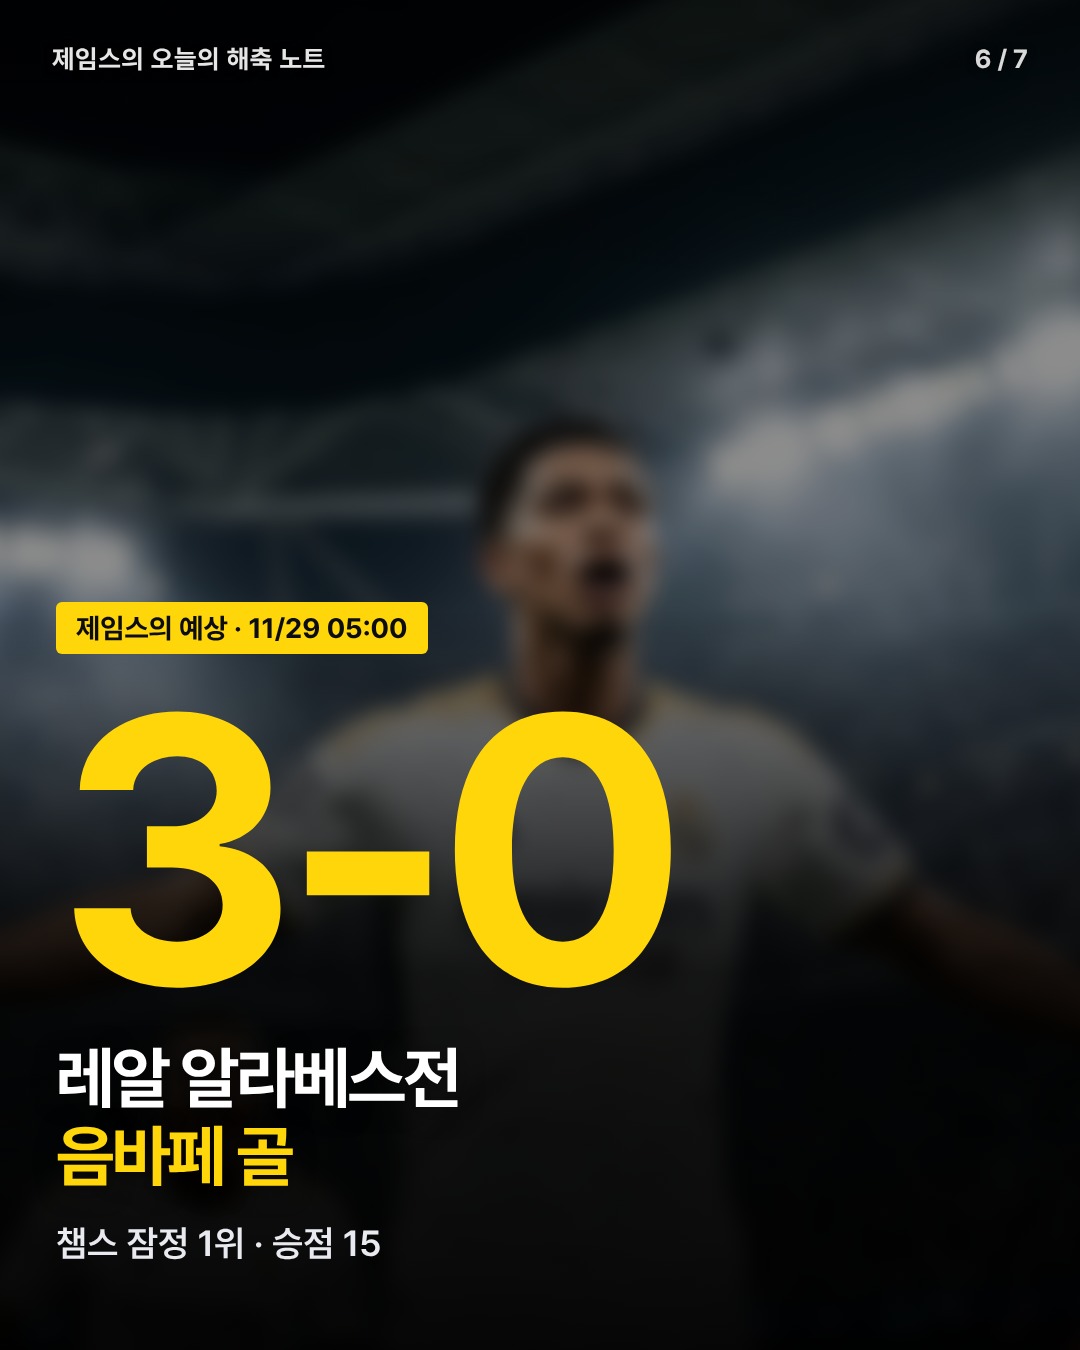 제임스의 오늘의 해축 노트
6 / 7
제임스의 예상 · 11/29 05:00
3-0
레알 알라베스전
음바페 골
챔스 잠정 1위 · 승점 15